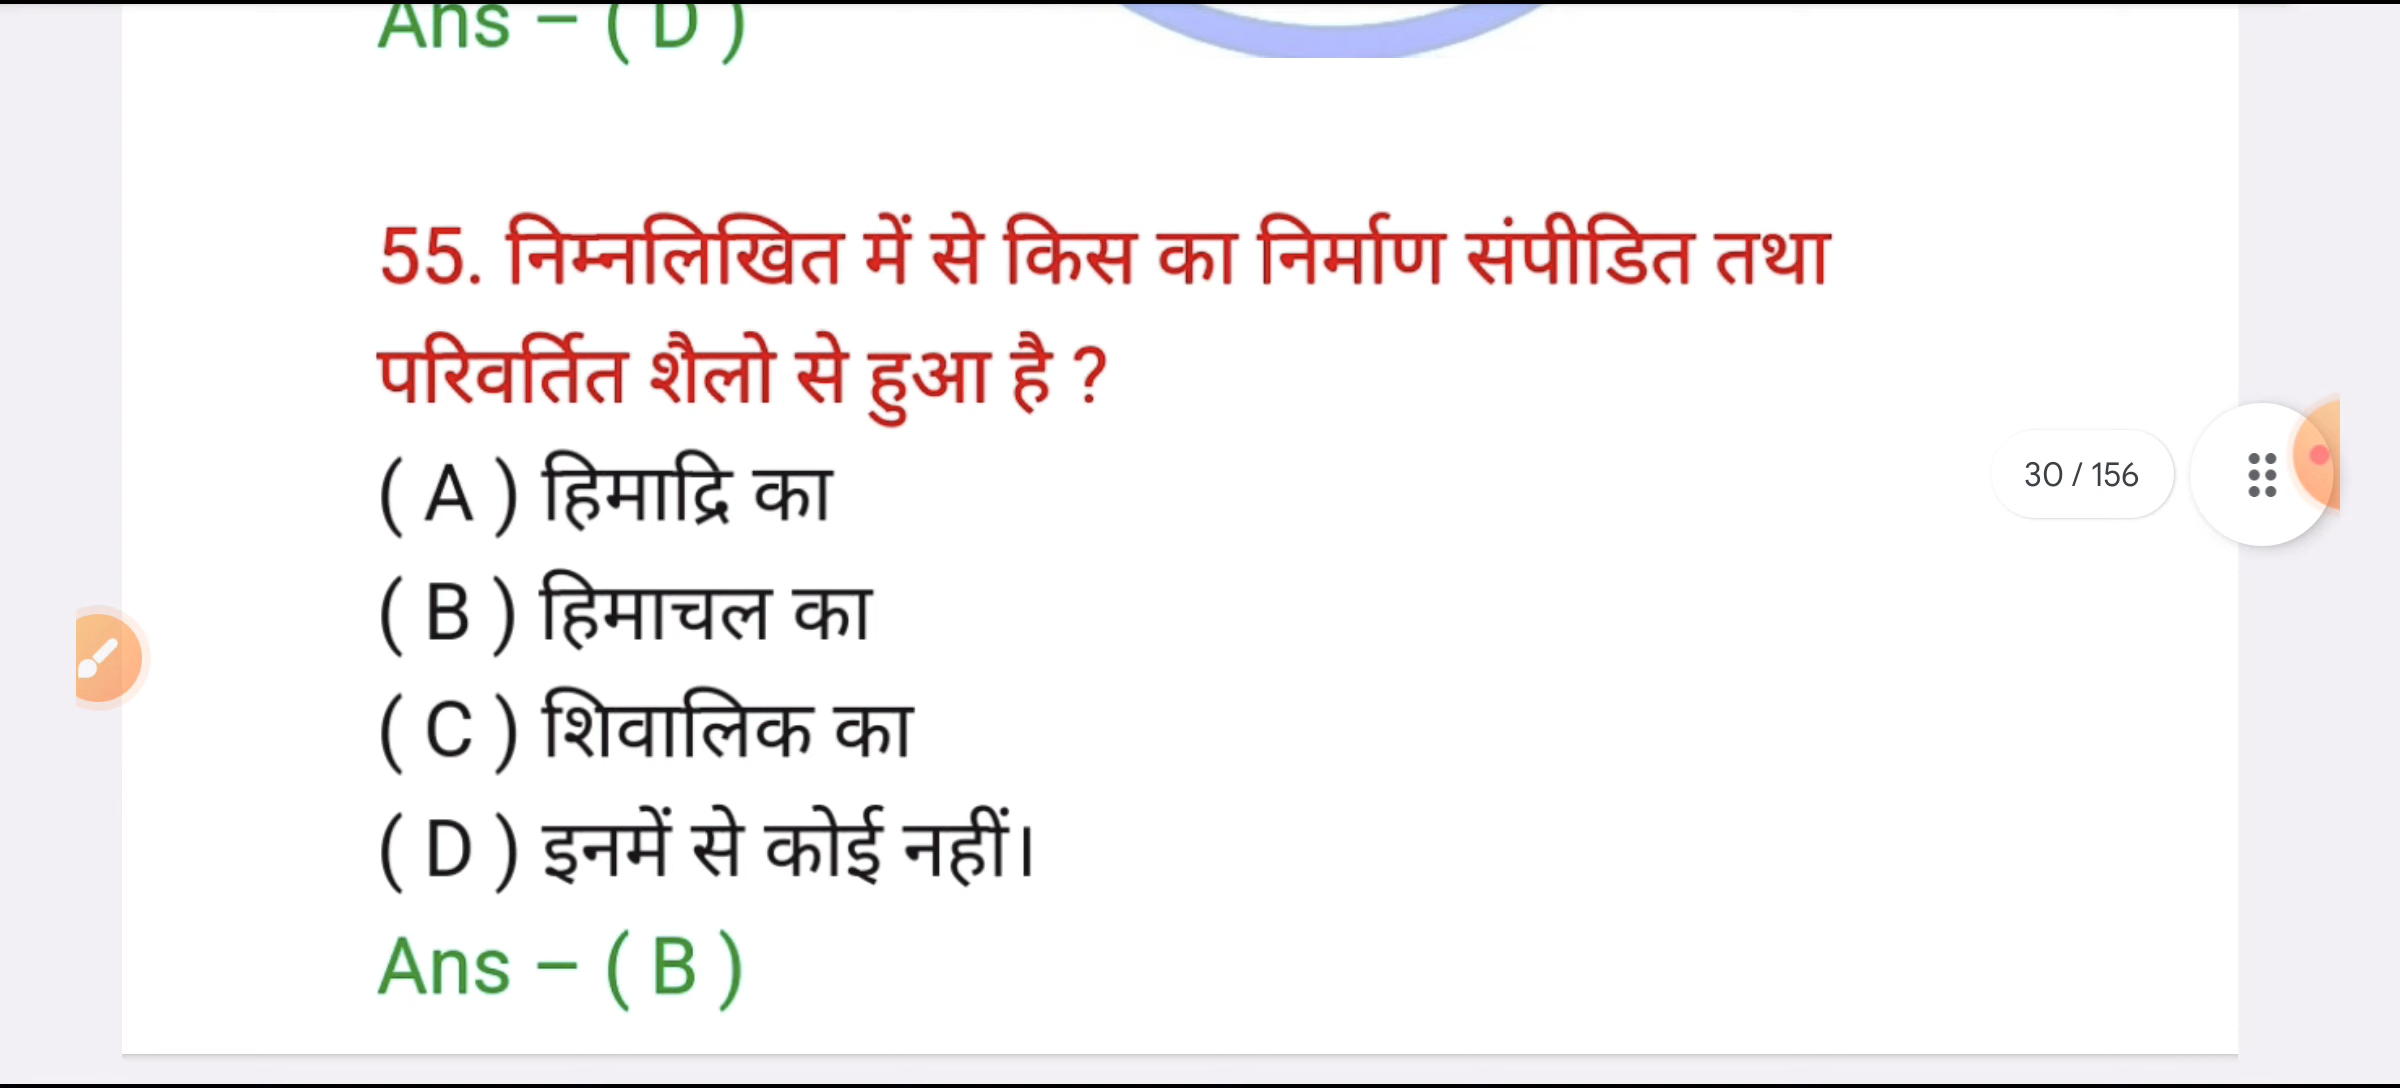 Ans – ( D )
55. निम्नलिखित में से किस का निर्माण संपीडित तथा
परिवर्तित शैलो से हुआ है ?
( A ) हिमाद्रि का
( B ) हिमाचल का
( C ) शिवालिक का
( D ) इनमें से कोई नहीं।
Ans – ( B )
30 / 156